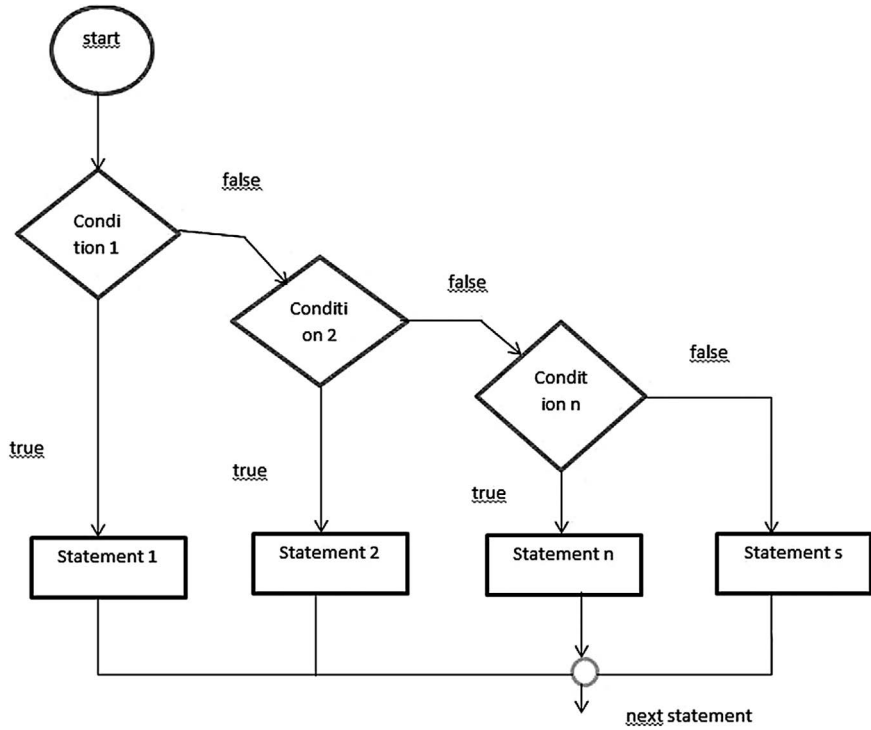 start
false
Condi
tion 1
false
Conditi
on 2
false
Condit
ion n
true
true
true
Statement 1
Statement 2
Statement n
Statement s
next statement